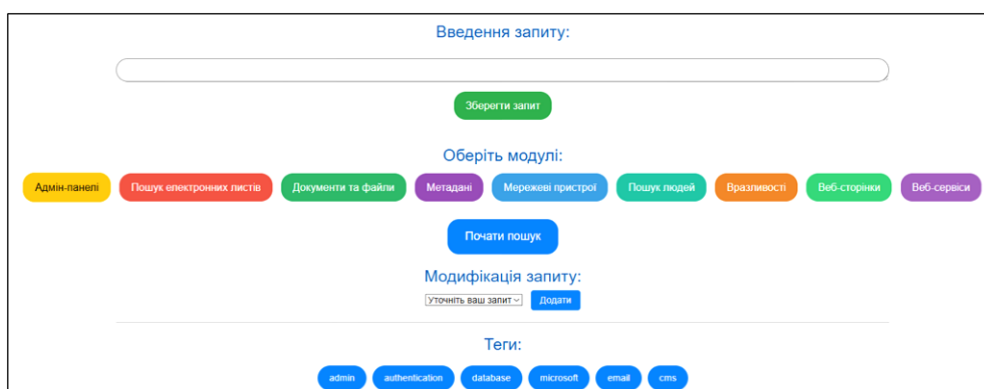 Введення запиту:
Зберегти запит
Оберіть модулі:
Адмін-панелі Пошук електронних листів Документи та файли Метадані Мережеві пристрої Пошук людей Вразливості Веб-сторінки Веб-сервіси
Почати пошук
Модифікація запиту:
Уточніть ваш запит Додати
Теги:
admin authentication database microsoft email cms